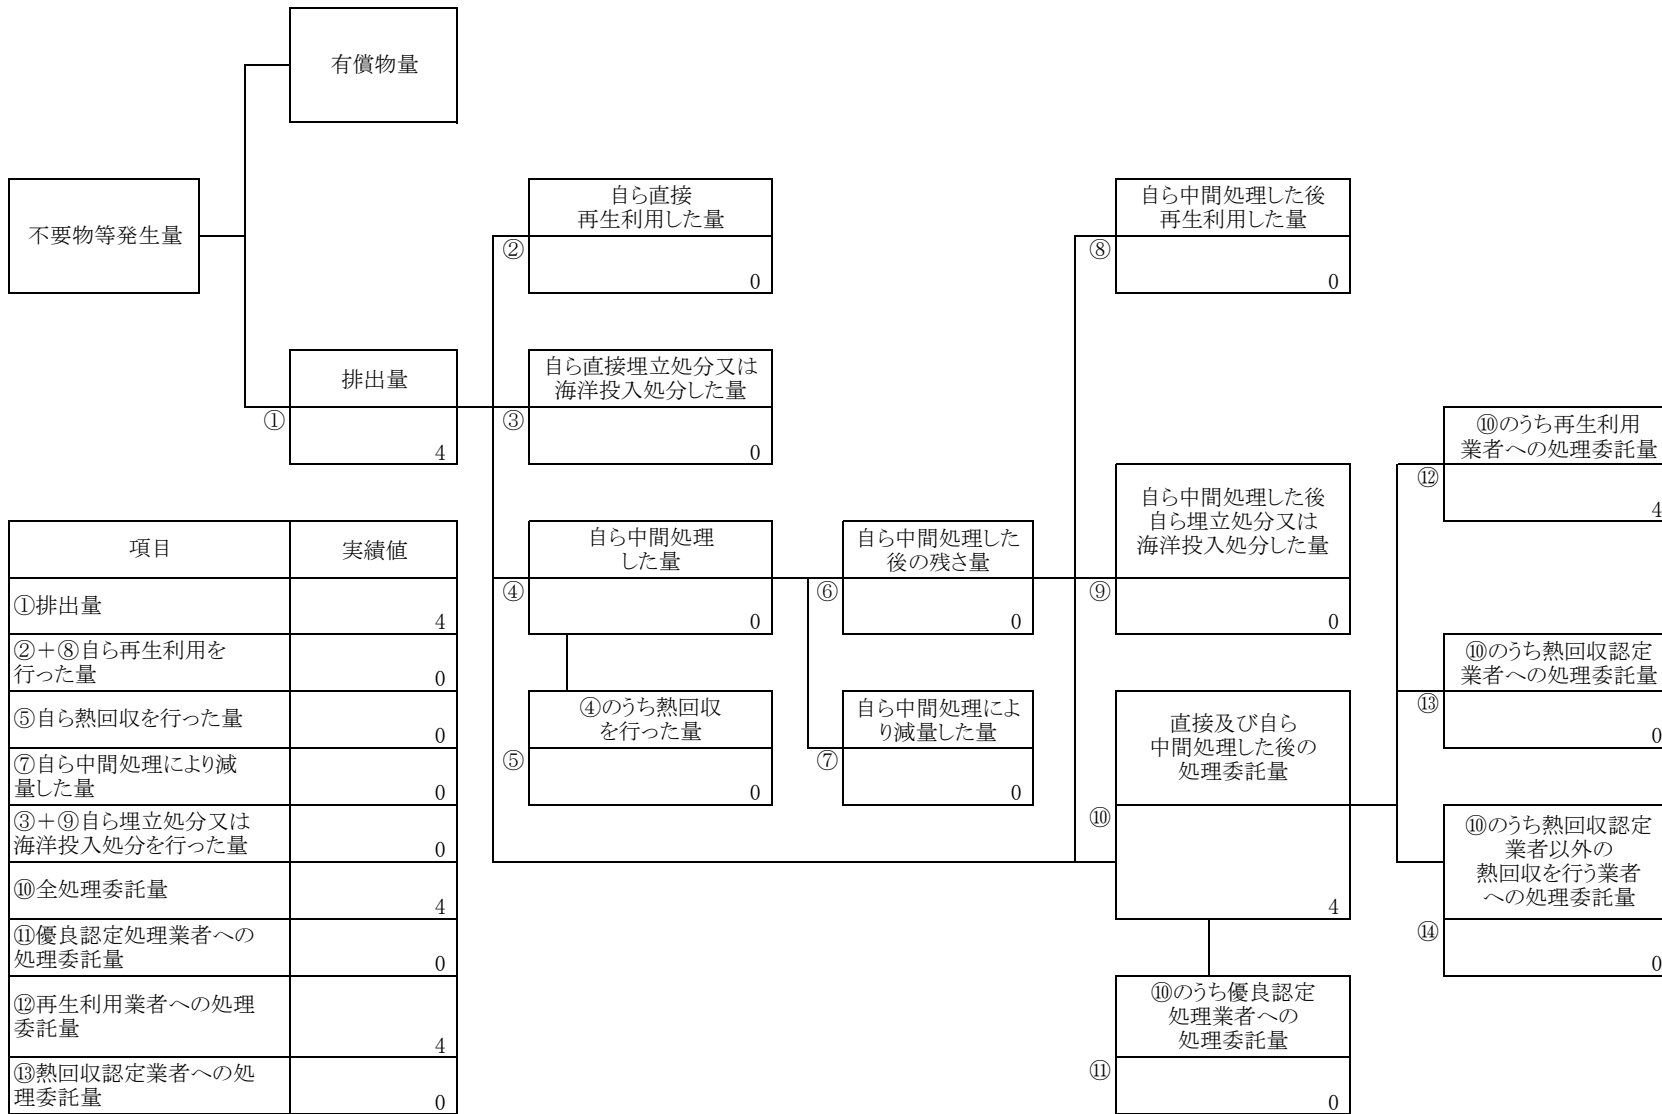 有償物量
不要物等発生量
自ら直接
再生利用した量
②
0
自ら中間処理した後
再生利用した量
⑧
0
排出量
①
4
自ら直接埋立処分又は
海洋投入処分した量
③
0
⑩のうち再生利用
業者への処理委託量
⑫
4
自ら中間処理
した量
④
0
自ら中間処理した
後の残さ量
⑥
0
自ら中間処理した後
自ら埋立処分又は
海洋投入処分した量
⑨
0
⑩のうち熱回収認定
業者への処理委託量
⑬
0
④のうち熱回収
を行った量
⑤
0
自ら中間処理によ
り減量した量
⑦
0
直接及び自ら
中間処理した後の
処理委託量
⑩
4
⑩のうち熱回収認定
業者以外の
熱回収を行う業者
への処理委託量
⑭
0
⑩のうち優良認定
処理業者への
処理委託量
⑪
0
項目 実績値
①排出量
4
②+⑧自ら再生利用を
行った量
0
⑤自ら熱回収を行った量
0
⑦自ら中間処理により減
量した量
0
③+⑨自ら埋立処分又は
海洋投入処分を行った量
0
⑩全処理委託量
4
⑪優良認定処理業者への
処理委託量
0
⑫再生利用業者への処理
委託量
4
⑬熱回収認定業者への処
理委託量
0